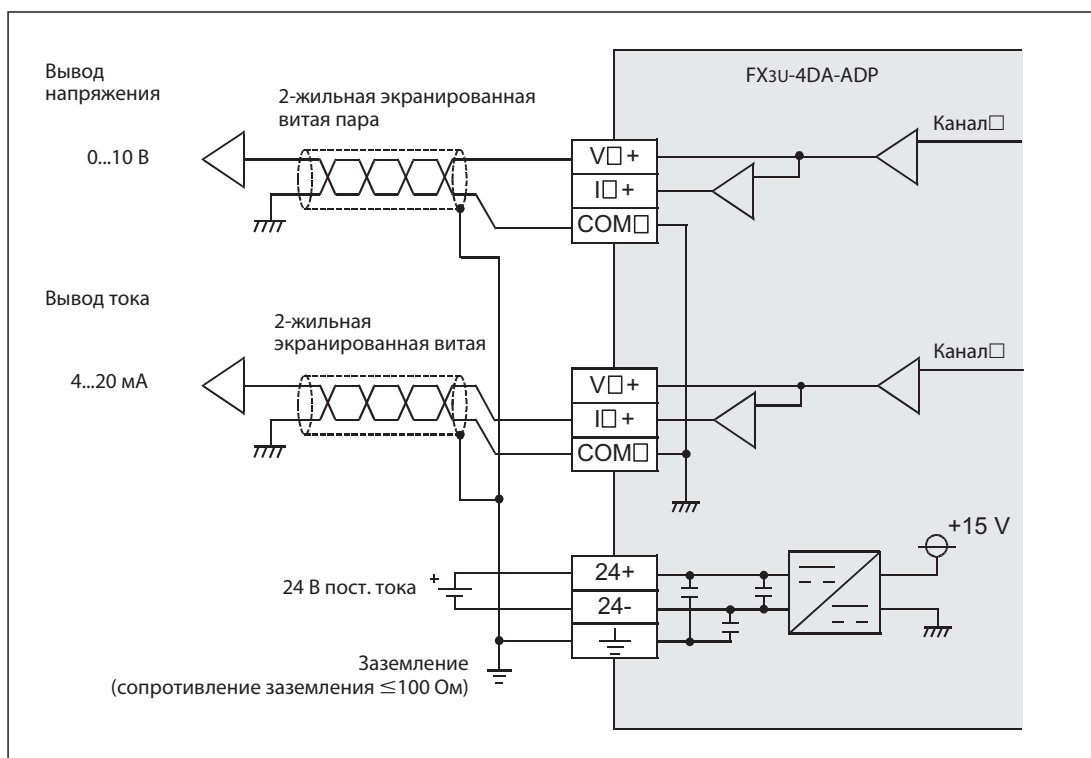 FX3U-4DA-ADP
Вывод
напряжения
2-жильная экранированная
витая пара
Канал□
0...10 В
V□+
I□+
COM□
Вывод тока
2-жильная
экранированная витая
Канал□
4...20 мА
V□+
I□+
COM□
+15 V
24 В пост. тока
+
24+
24-
Заземление
(сопротивление заземления ≤100 Ом)